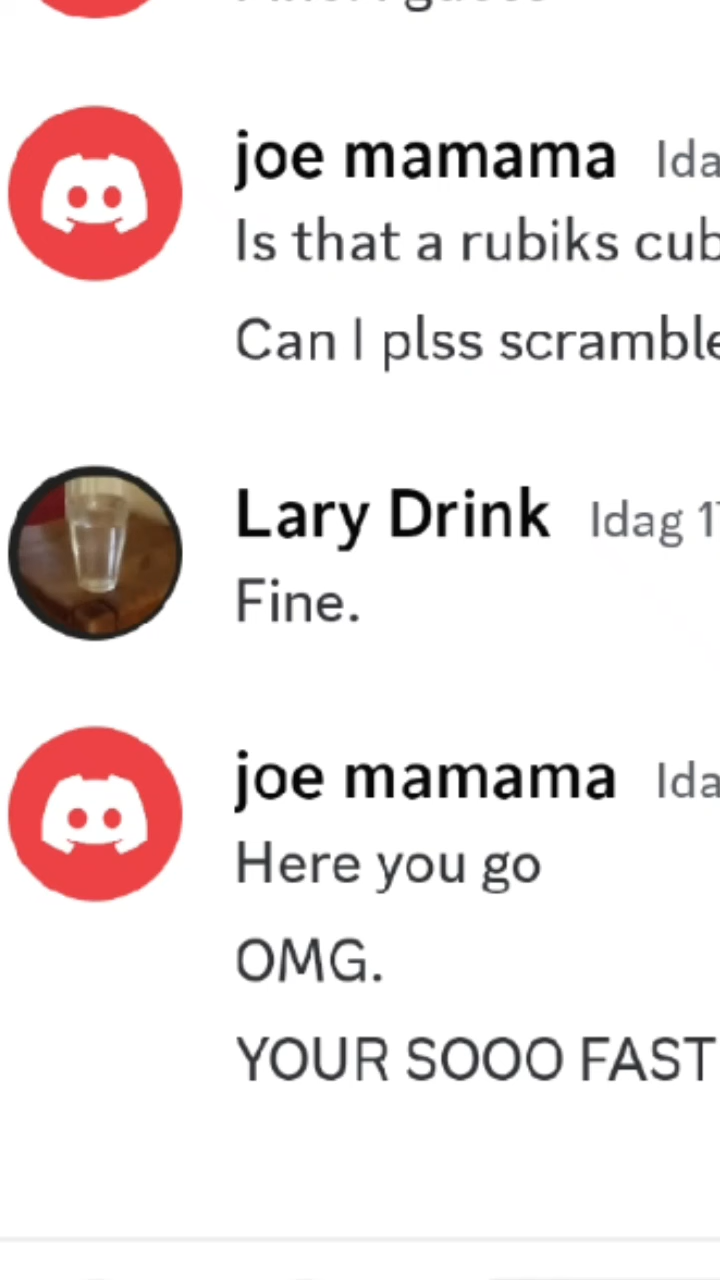 joe mamama
Is that a rubiks
Can I plss
Lary Drink Idag
Fine.
joe mamama
Here you go
OMG.
YOUR SOOO FAST